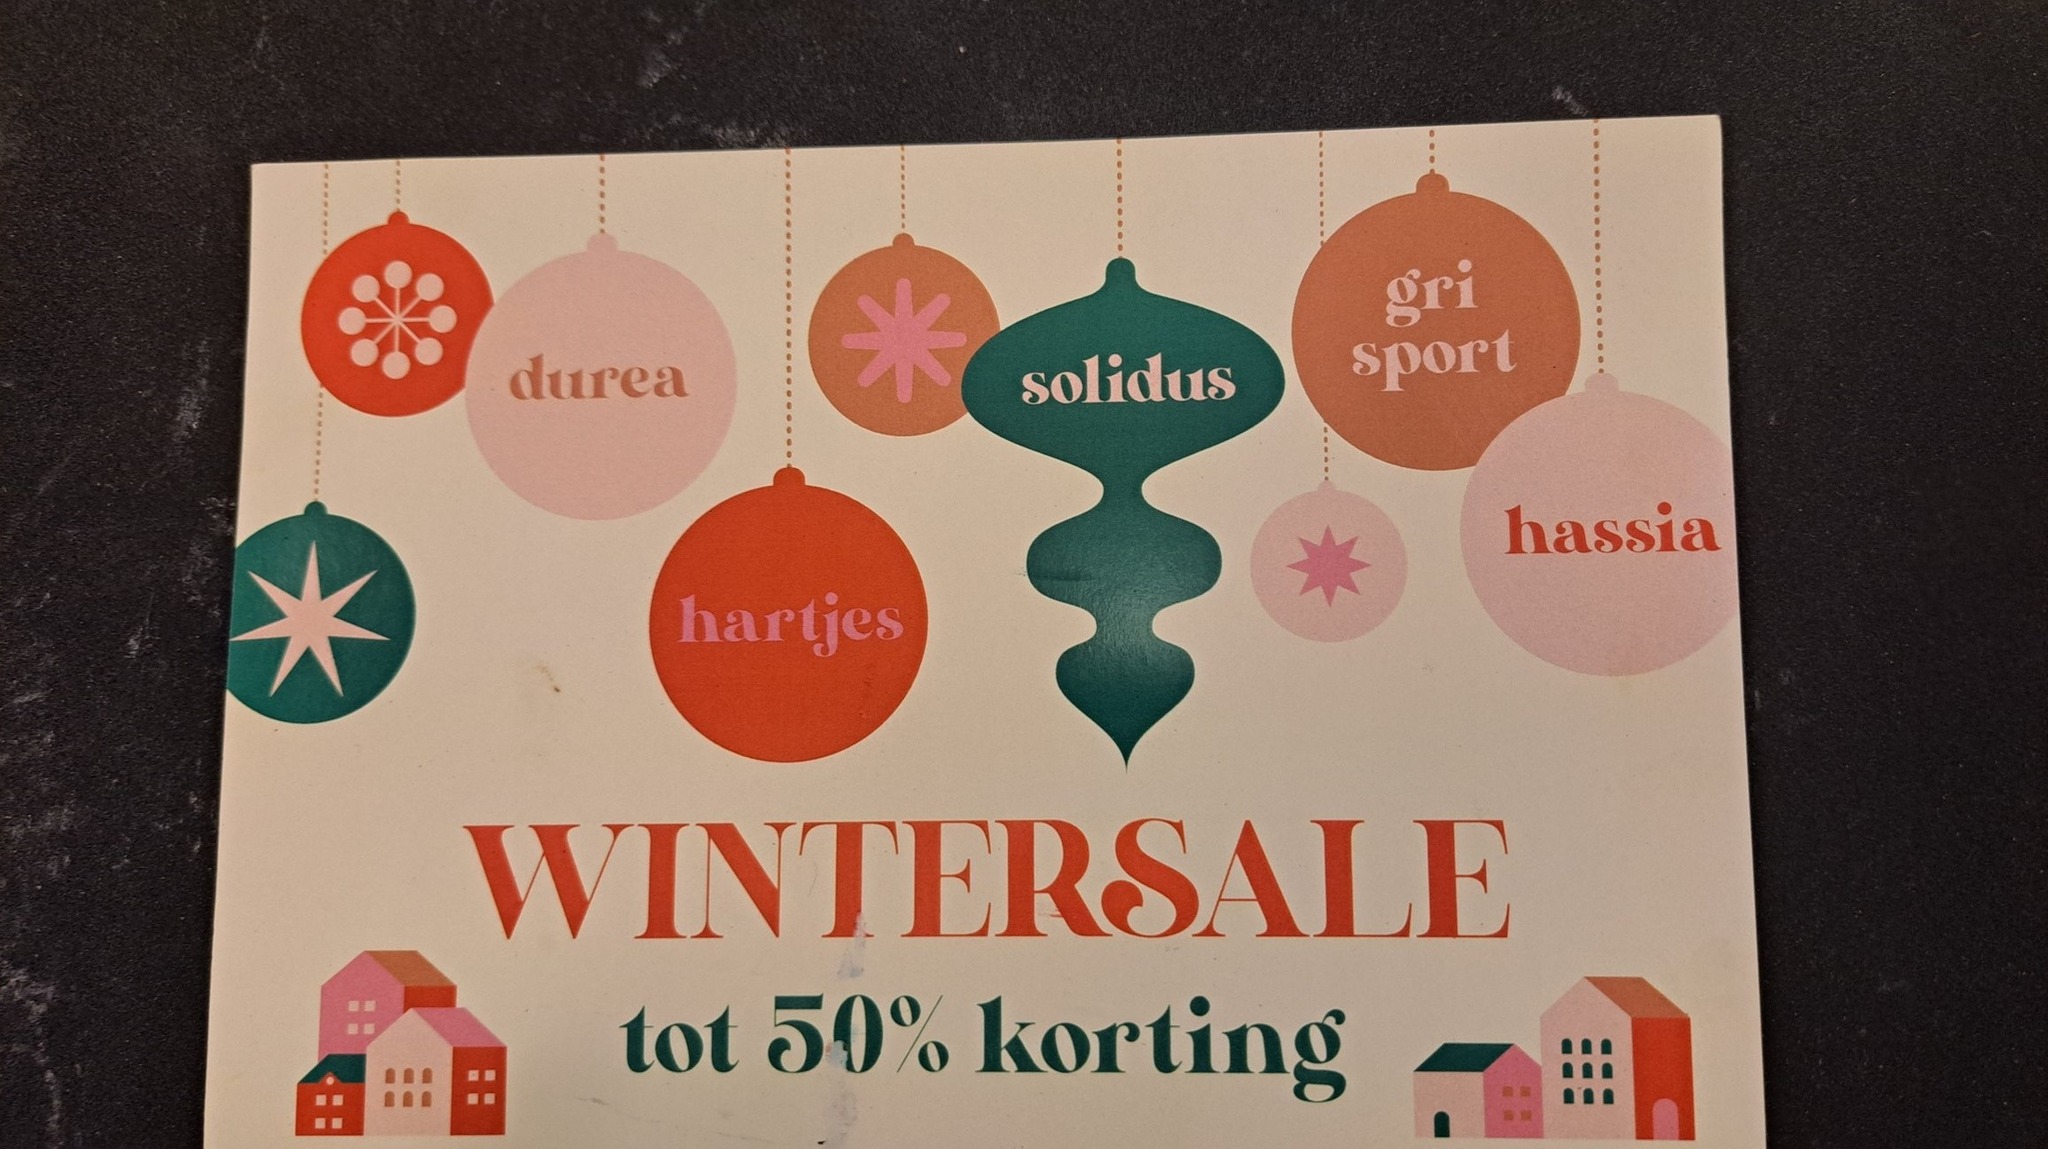 durea
solidus
gri
sport
hassia
hartjes
WINTERSALE
tot 50% korting